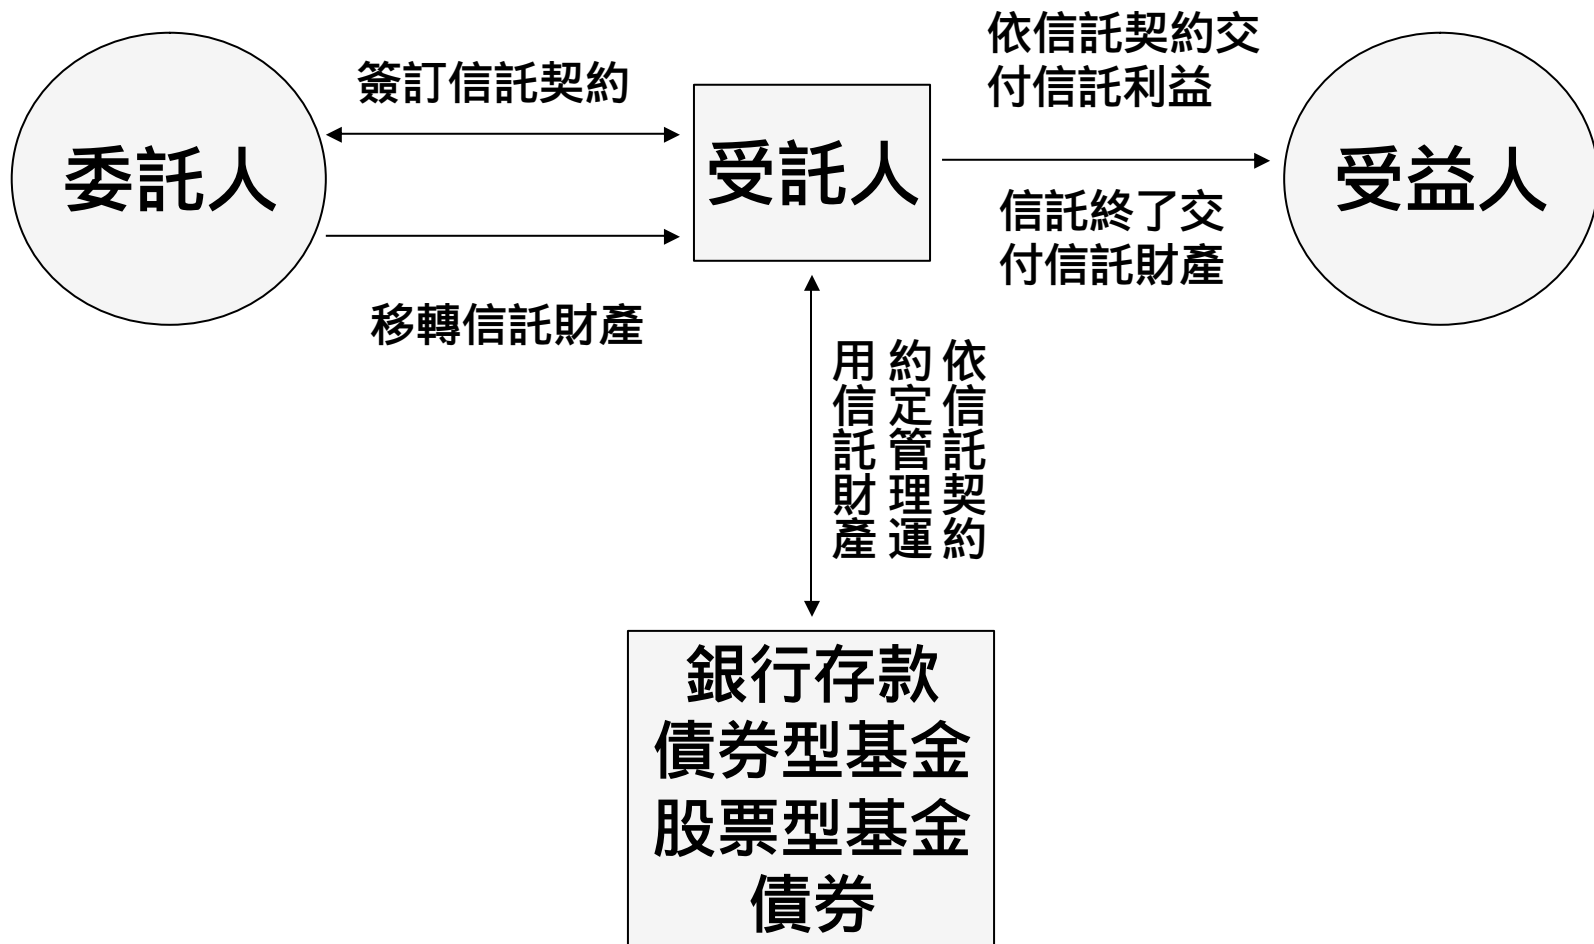 委託人
簽訂信託契約
移轉信託財產
受託人
依信託契約交
付信託利益
信託終了交
付信託財產
受益人
依信託契約
約定管理運
用信託財產
銀行存款
債券型基金
股票型基金
債券